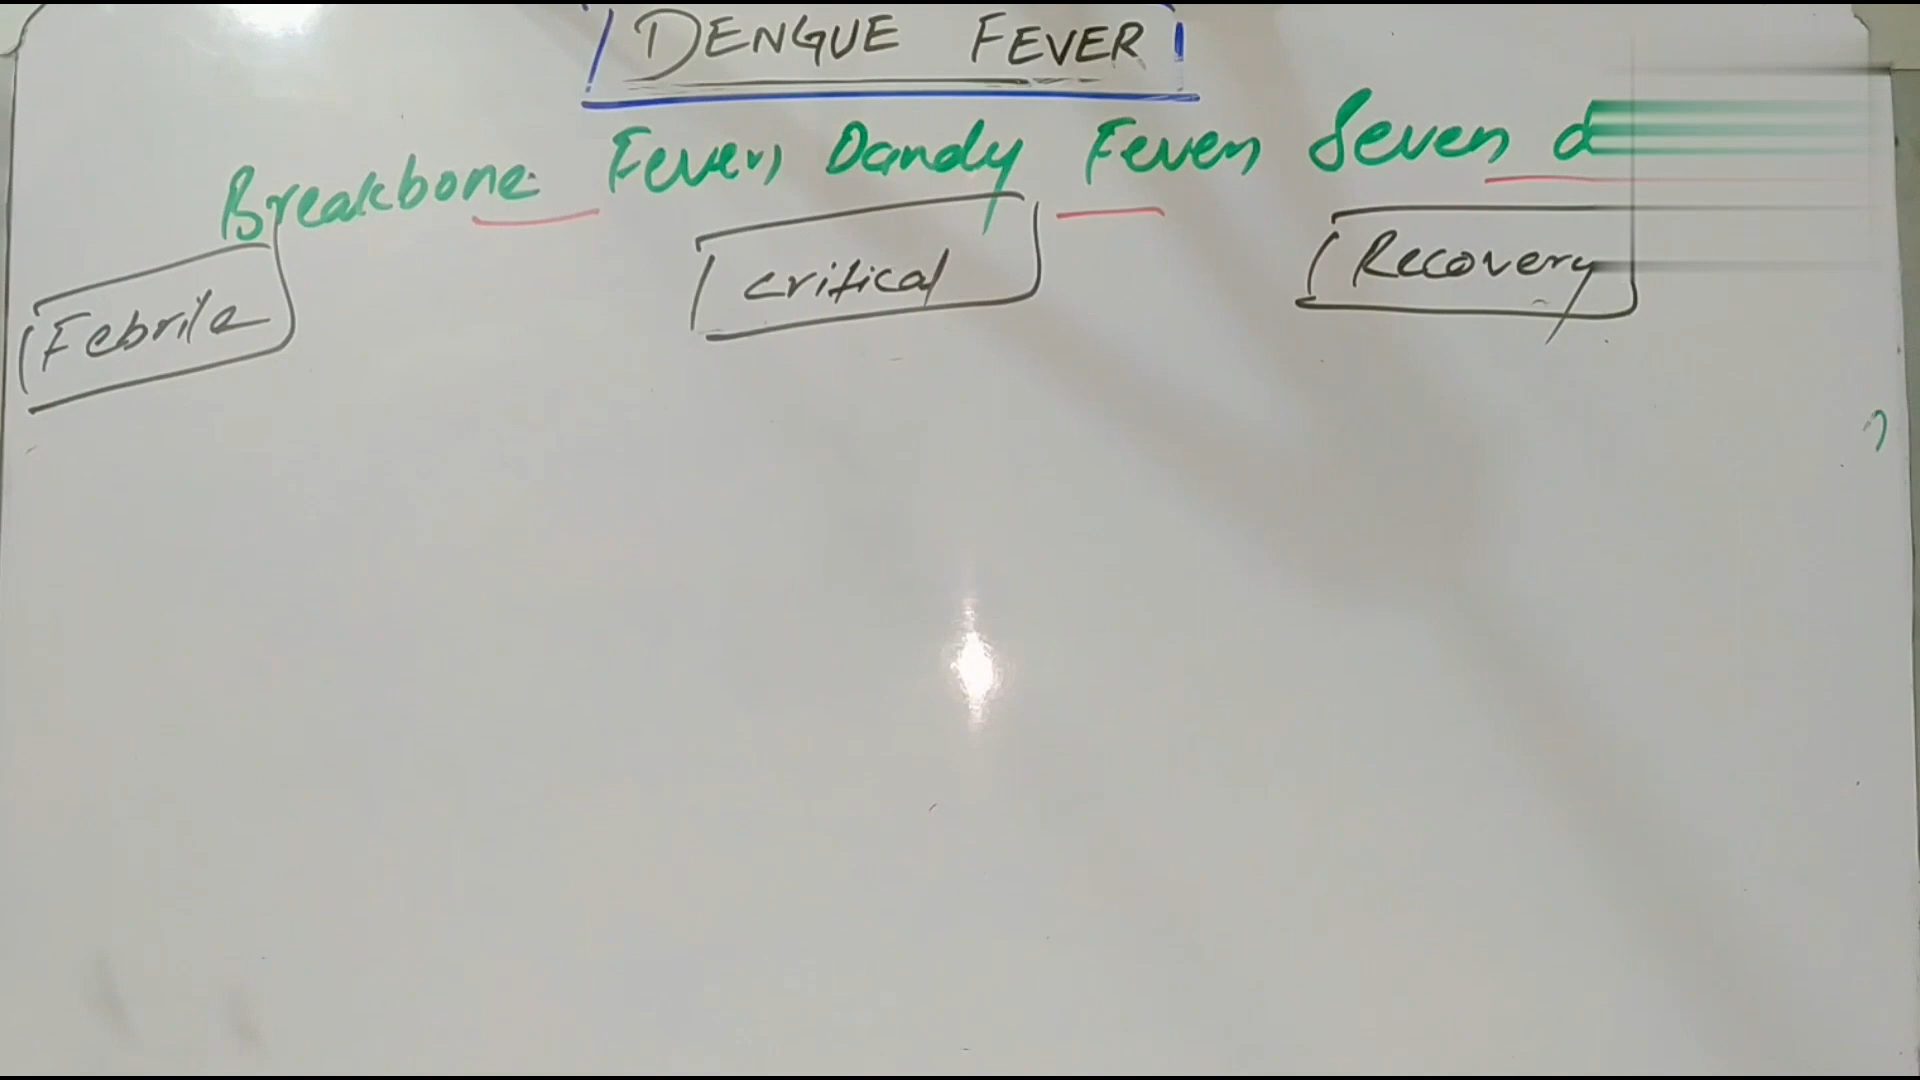 DENGUE FEVER
Breakbone Fever, Dandy Fever, Seven d
Febrile
critical
Recovery